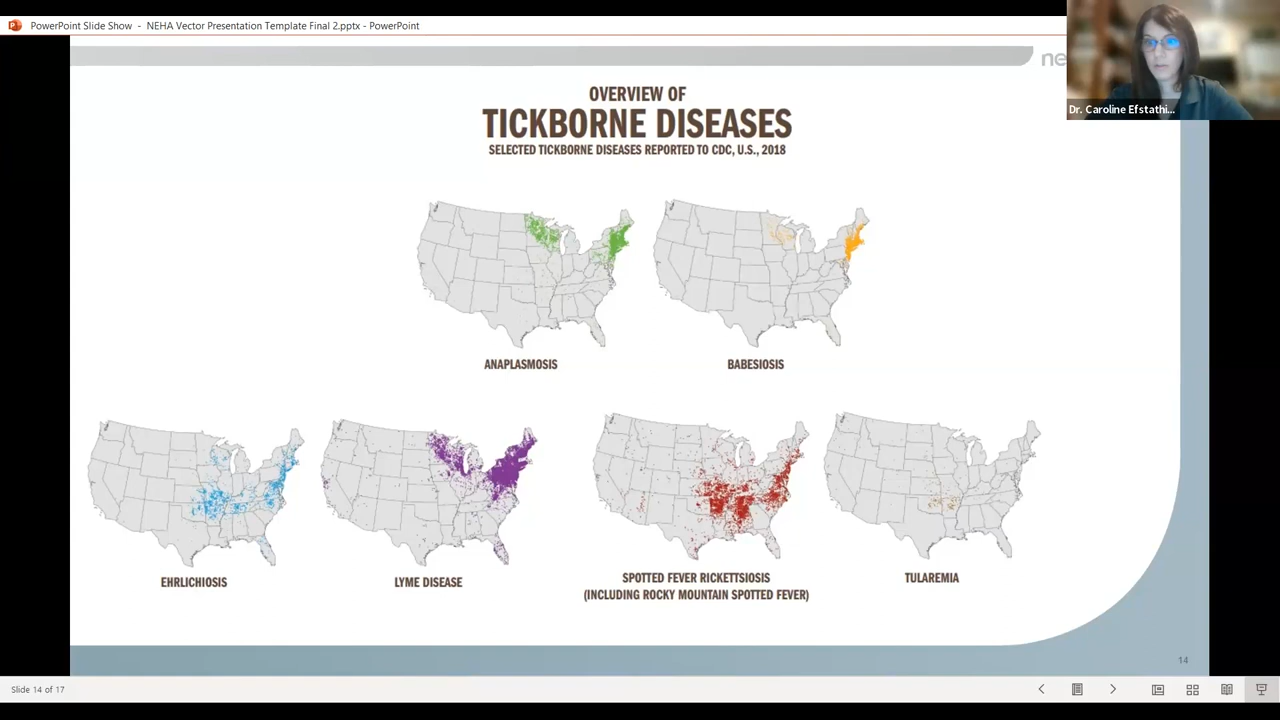 PowerPoint Slide Show - NEHA Vector Presentation Template Final 2.pptx - PowerPoint
ne
Dr. Caroline Efstathi...
OVERVIEW OF
TICKBORNE DISEASES
SELECTED TICKBORNE DISEASES REPORTED TO CDC, U.S., 2018
ANAPLASMOSIS
BABESIOSIS
EHRLICHIOSIS
LYME DISEASE
SPOTTED FEVER RICKETTSIOSIS
(INCLUDING ROCKY MOUNTAIN SPOTTED FEVER)
TULAREMIA
14
Slide 14 of 17